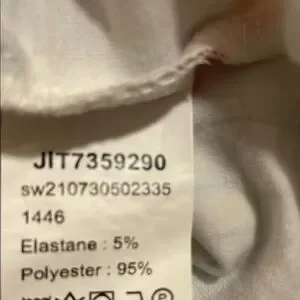 JIT7359290
sw210730502335
1446
Elastane : 5%
Polyester : 95%